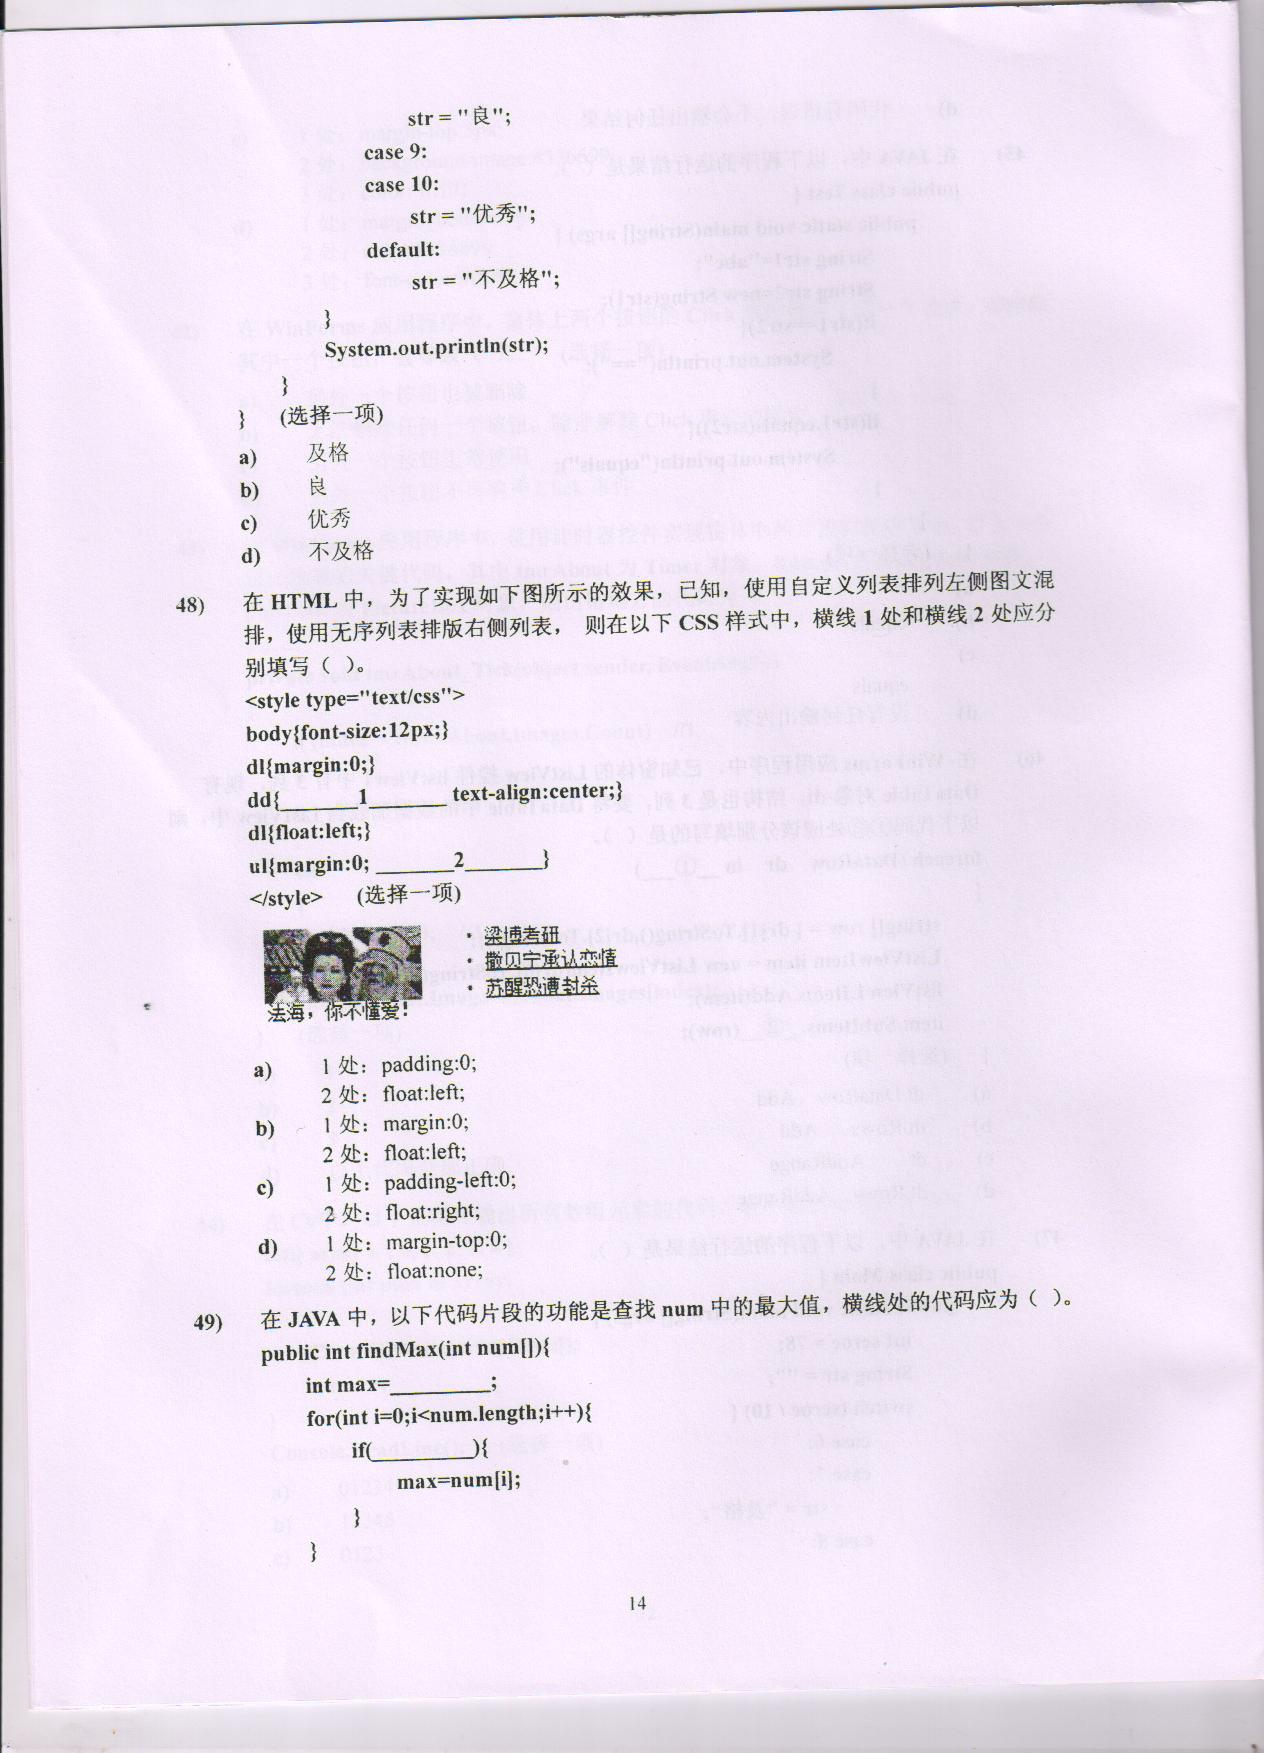 str = "良";
case 9:
case 10:
str = "优秀";
default:
str = "不及格";
}
System.out.println(str);
}
} (选择一项)
a) 及格
b) 良
c) 优秀
d) 不及格
48) 在 HTML 中，为了实现如下图所示的效果，已知，使用自定义列表排列左侧图文混
排，使用无序列表排版右侧列表， 则在以下 CSS 样式中，横线 1 处和横线 2 处应分
别填写（ ）。
<style type="text/css">
body{font-size:12px;}
dl{margin:0;}
dd{_______1_______ text-align:center;}
dl{float:left;}
ul{margin:0; _______2_______}
</style> (选择一项)
· 梁博考研
· 撒贝宁承认恋情
· 苏醒恐遭封杀
法海，你不懂爱！
a) 1 处：padding:0;
2 处：float:left;
b) 1 处：margin:0;
2 处：float:left;
c) 1 处：padding-left:0;
2 处：float:right;
d) 1 处：margin-top:0;
2 处：float:none;
49) 在 JAVA 中，以下代码片段的功能是查找 num 中的最大值，横线处的代码应为（ ）。
public int findMax(int num[]){
int max=_________;
for(int i=0;i<num.length;i++){
if(_________){
max=num[i];
}
}
14